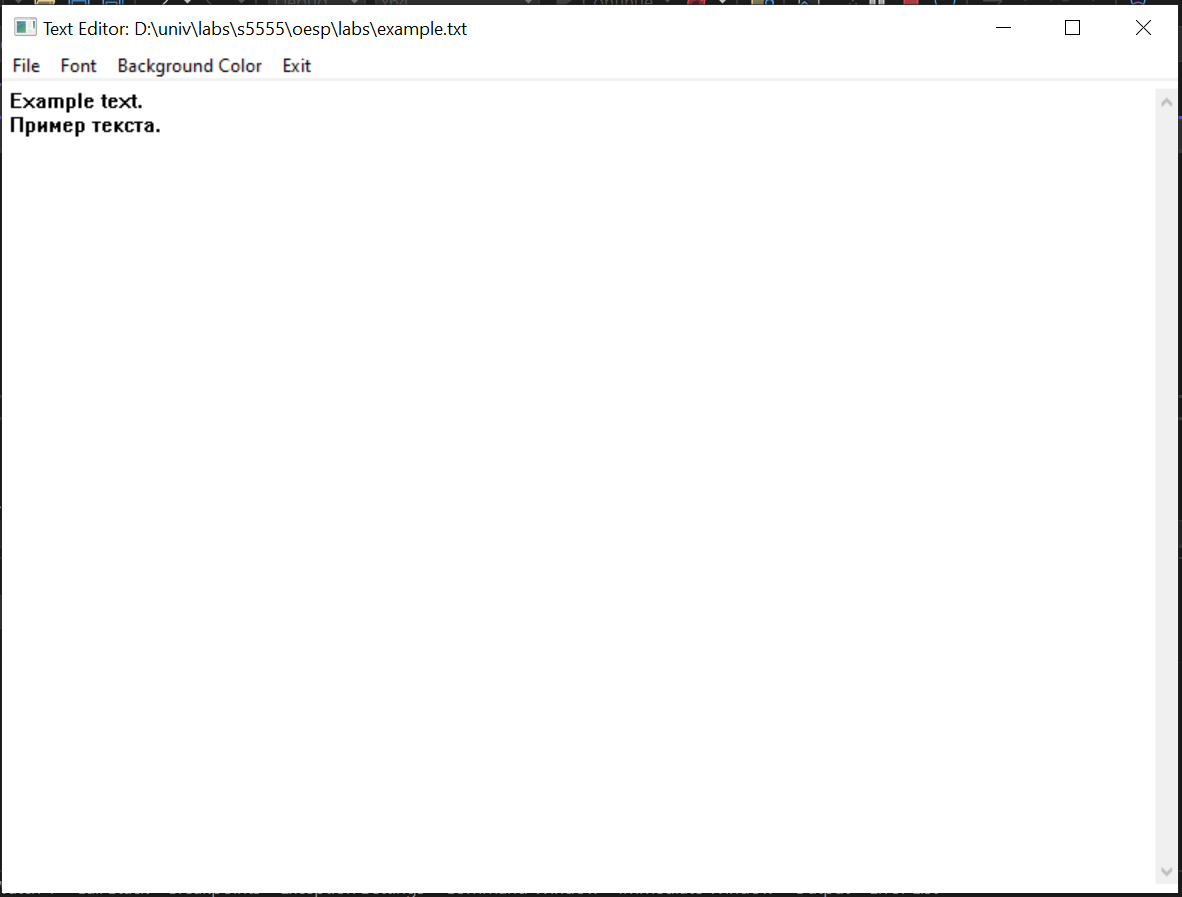 Text Editor: D:\univ\labs\s5555\oesp\labs\example.txt
File Font Background Color Exit
Example text.
Пример текста.